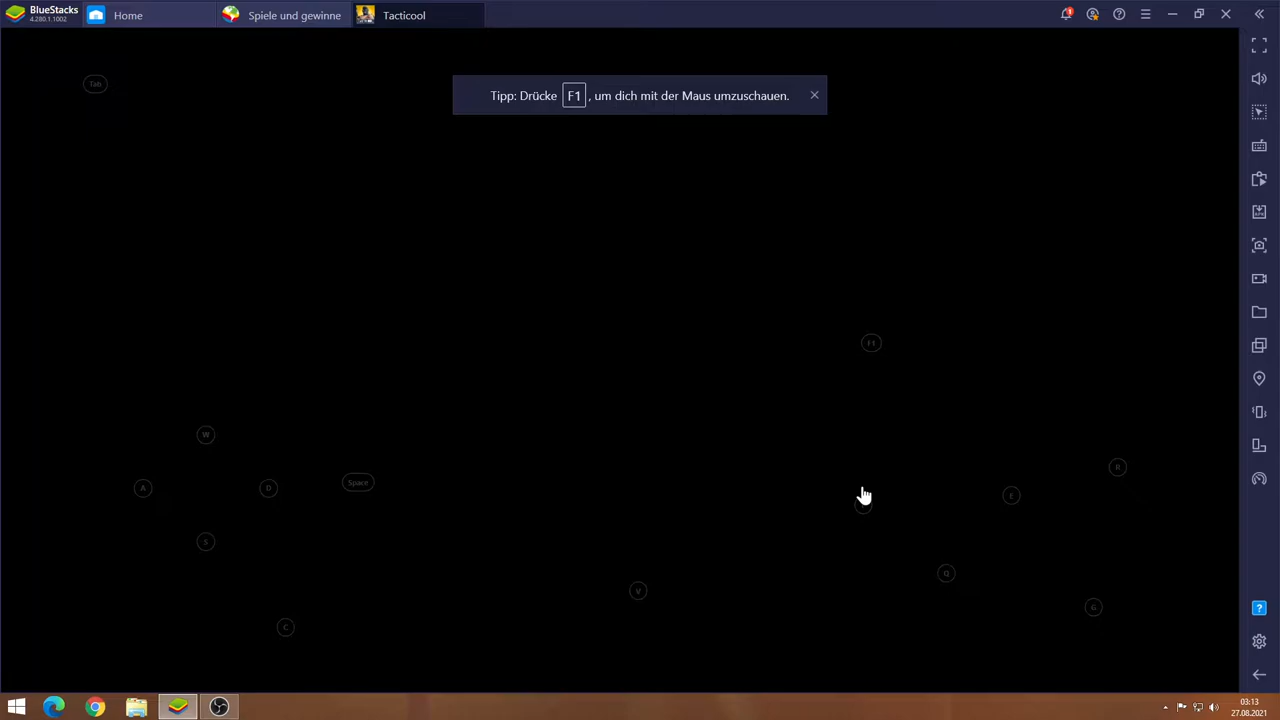 BlueStacks
4.280.1.1002
Home
Spiele und gewinne
Tacticool
Tab
Tipp: Drücke F1 , um dich mit der Maus umzuschauen.
F1
W
A
D
Space
S
R
E
Q
V
G
C
?
03:13
27.08.2021